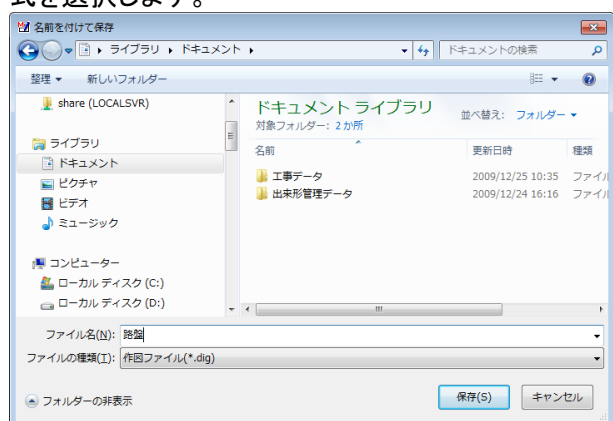 式を選択します。
名前を付けて保存
ライブラリ ドキュメント
ドキュメントの検索
整理 新しいフォルダー
share (LOCALSVR)
ライブラリ
ドキュメント
ピクチャ
ビデオ
ミュージック
コンピューター
ローカル ディスク (C:)
ローカル ディスク (D:)
ドキュメント ライブラリ
対象フォルダー: 2 か所
並べ替え: フォルダー
名前 更新日時 種類
工事データ 2009/12/25 10:35 ファイル
出来形管理データ 2009/12/24 16:16 ファイル
ファイル名(N): 路盤
ファイルの種類(T): 作図ファイル(*.dig)
フォルダーの非表示
保存(S) キャンセル